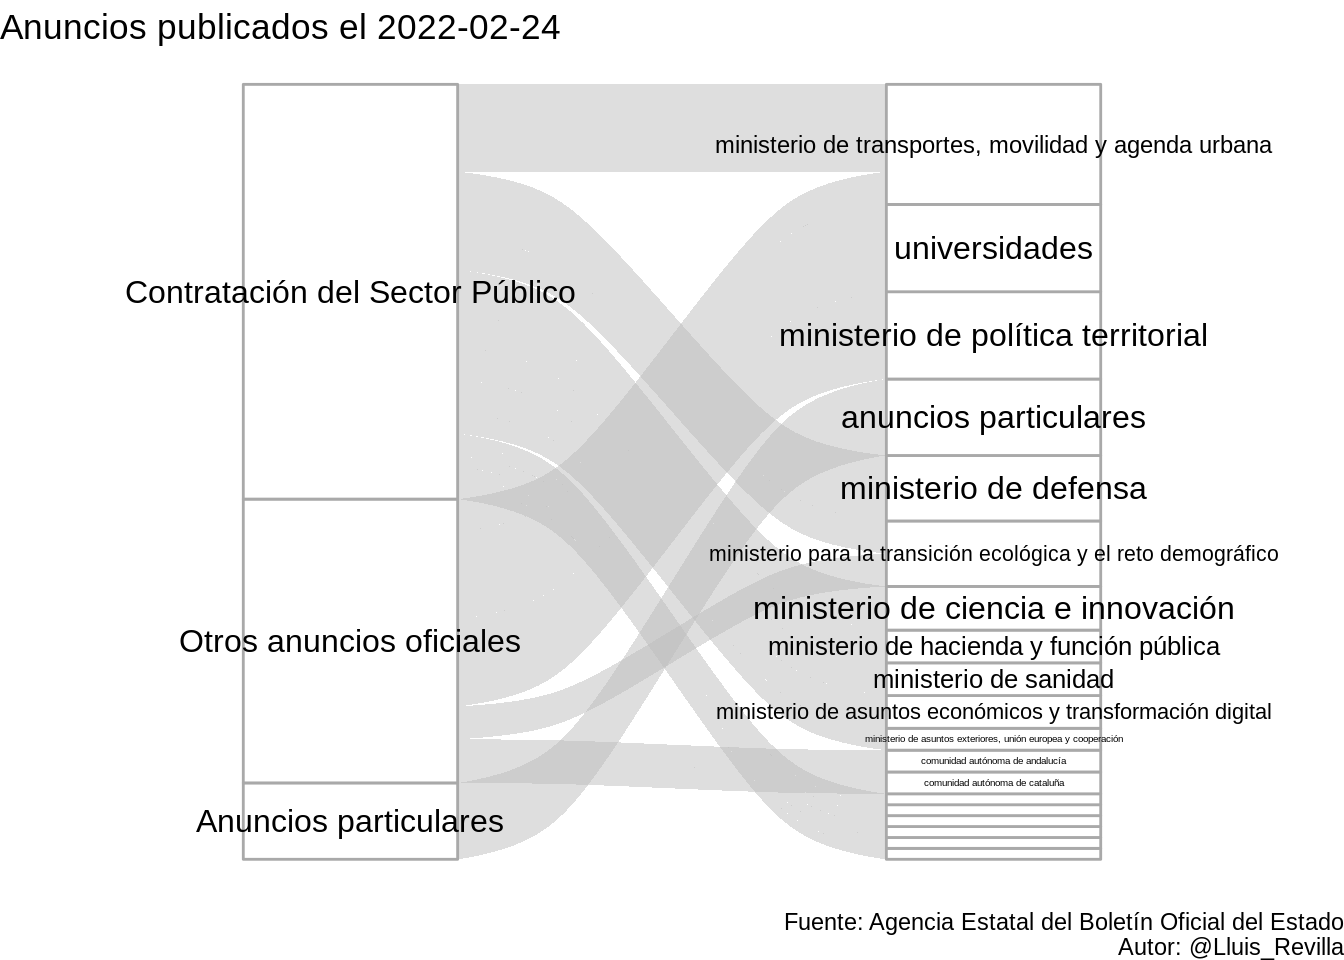 Anuncios publicados el 2022-02-24
ministerio de transportes, movilidad y agenda urbana
universidades
Contratación del Sector Público
ministerio de política territorial
anuncios particulares
ministerio de defensa
ministerio para la transición ecológica y el reto demográfico
ministerio de ciencia e innovación
Otros anuncios oficiales
ministerio de hacienda y función pública
ministerio de sanidad
ministerio de asuntos económicos y transformación digital
ministerio de asuntos exteriores, unión europea y cooperación
comunidad autónoma de andalucía
comunidad autónoma de cataluña
Anuncios particulares
Fuente: Agencia Estatal del Boletín Oficial del Estado
Autor: @Lluis_Revilla